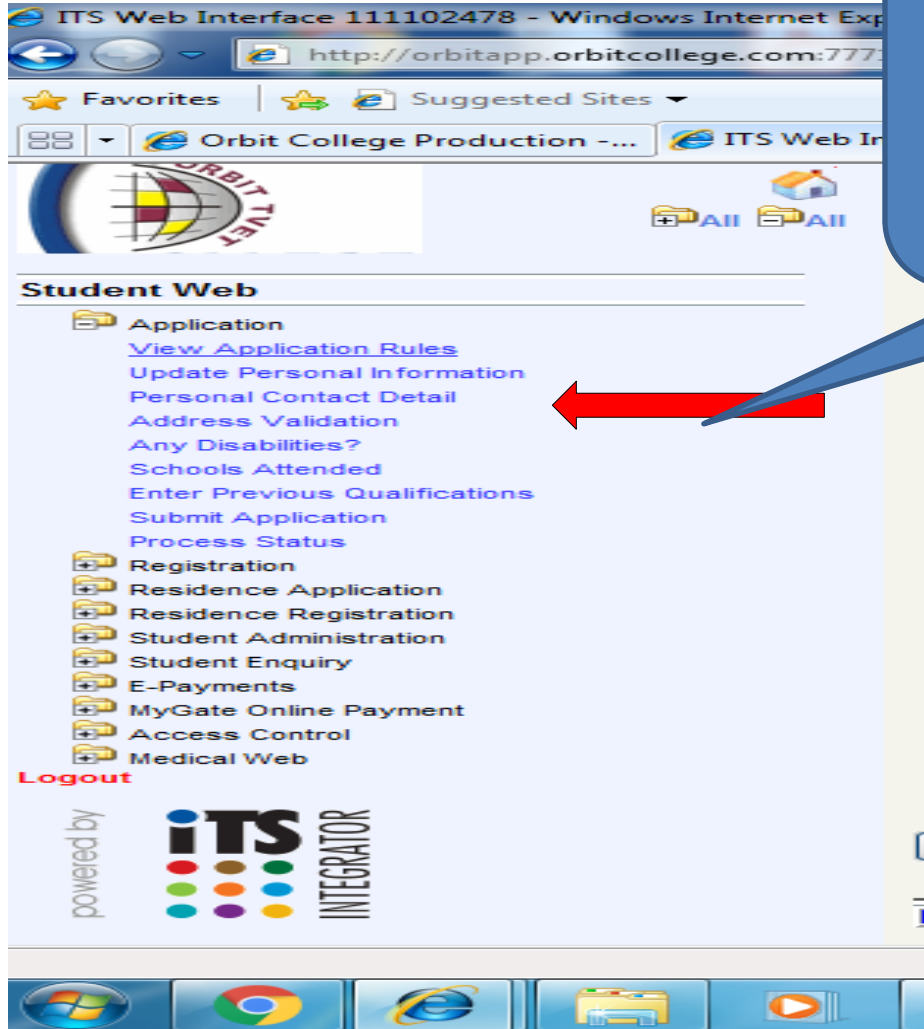 ITS Web Interface 111102478 - Windows Internet Exp
http://orbitapp.orbitcollege.com:777
Favorites Suggested Sites
Orbit College Production -... ITS Web In
ORBIT TVET
All All
Student Web
Application
View Application Rules
Update Personal Information
Personal Contact Detail
Address Validation
Any Disabilities?
Schools Attended
Enter Previous Qualifications
Submit Application
Process Status
Registration
Residence Application
Residence Registration
Student Administration
Student Enquiry
E-Payments
MyGate Online Payment
Access Control
Medical Web
Logout
powered by iTS INTEGRATOR